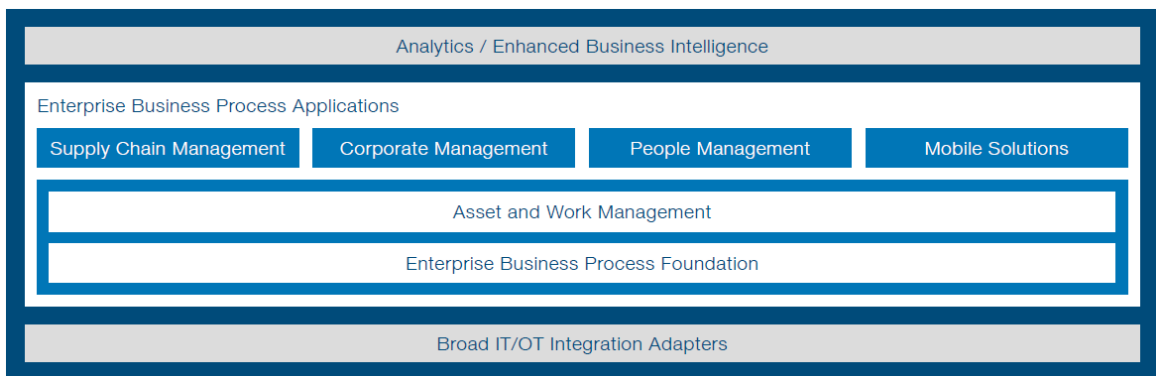 Analytics / Enhanced Business Intelligence
Enterprise Business Process Applications
Supply Chain Management
Corporate Management
People Management
Mobile Solutions
Asset and Work Management
Enterprise Business Process Foundation
Broad IT/OT Integration Adapters